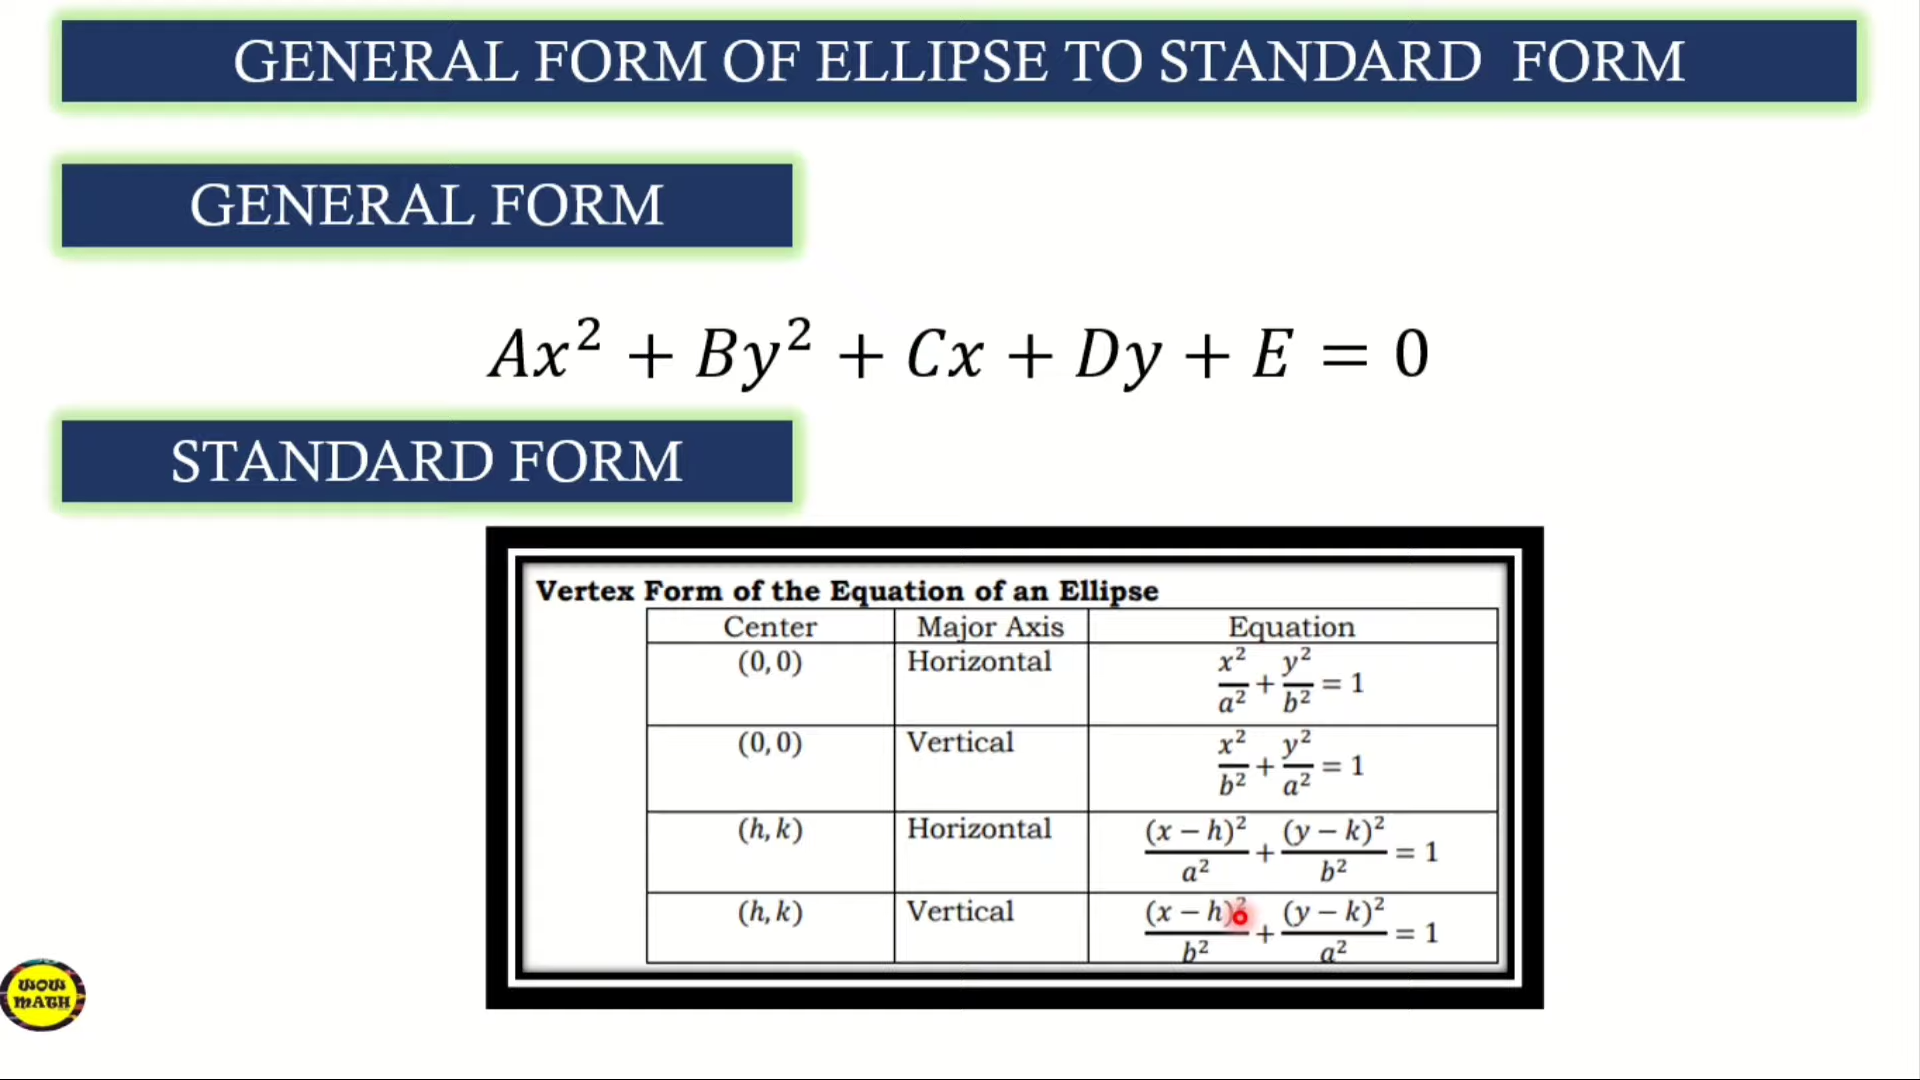 GENERAL FORM OF ELLIPSE TO STANDARD FORM
GENERAL FORM
Ax² + By² + Cx + Dy + E = 0
STANDARD FORM
Vertex Form of the Equation of an Ellipse
Center Major Axis Equation
(0, 0) Horizontal x²/a² + y²/b² = 1
(0, 0) Vertical x²/b² + y²/a² = 1
(h, k) Horizontal (x − h)²/a² + (y − k)²/b² = 1
(h, k) Vertical (x − h)²/b² + (y − k)²/a² = 1
WOW
MATH